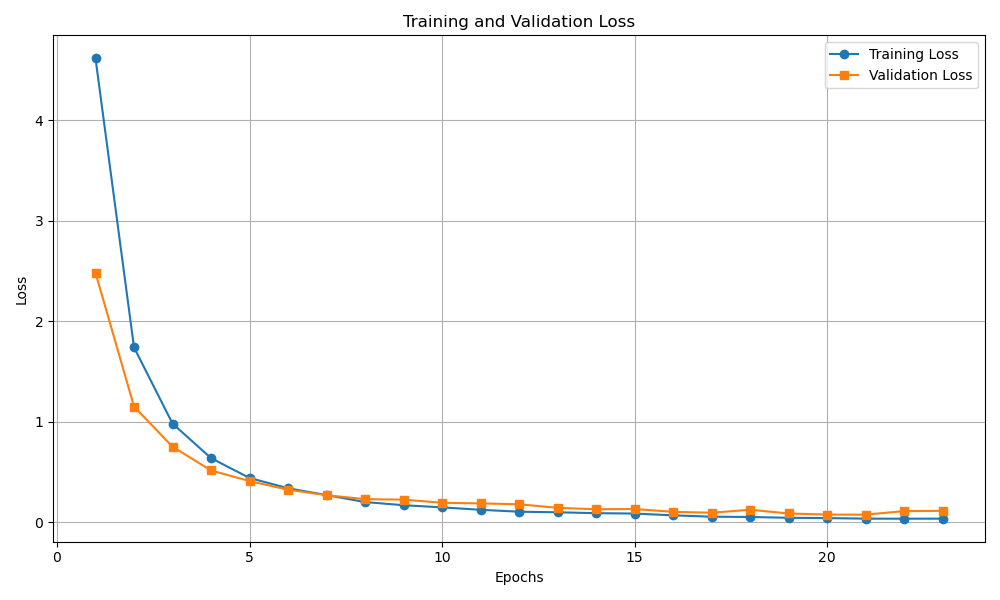 Training and Validation Loss
Training Loss
Validation Loss
4
3
2
1
0
Loss
0 5 10 15 20
Epochs